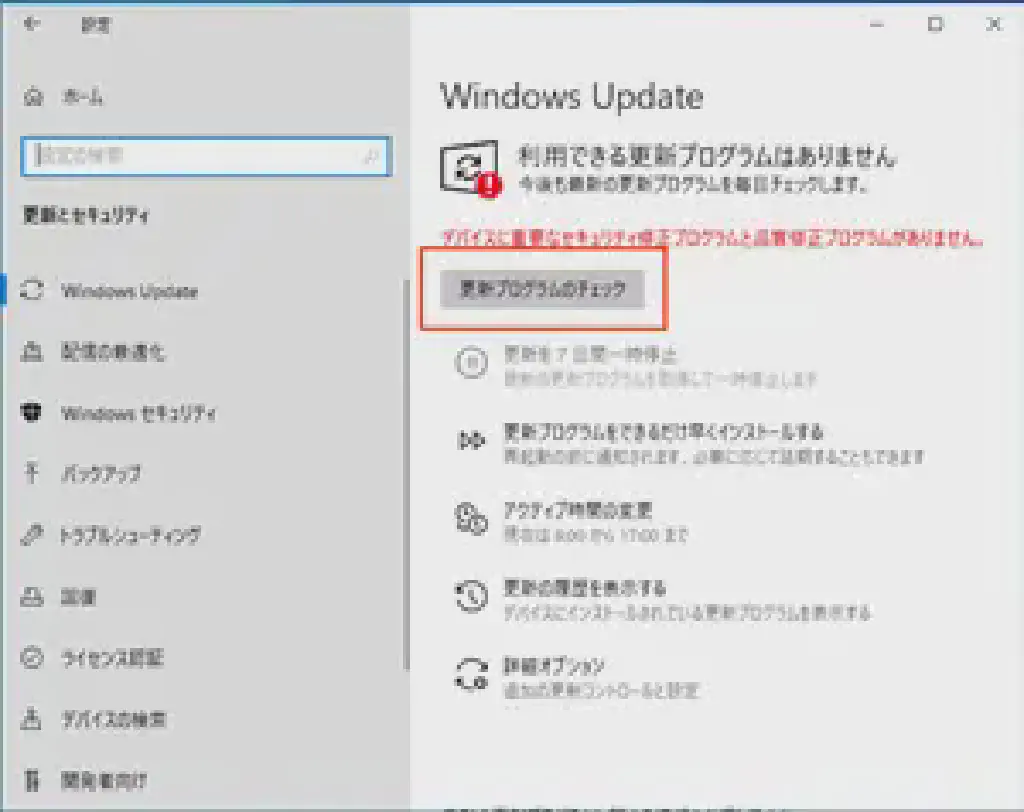 設定
ホーム
設定の検索
更新とセキュリティ
Windows Update
配信の最適化
Windows セキュリティ
バックアップ
トラブルシューティング
回復
ライセンス認証
デバイスの検索
開発者向け
Windows Update
利用できる更新プログラムはありません
今後も最新の更新プログラムを毎日チェックします。
デバイスに重要なセキュリティ修正プログラムと品質修正プログラムがありません。
更新プログラムのチェック
更新を 7 日間一時停止
最新の更新プログラムを取得して一時停止します
更新プログラムをできるだけ早くインストールする
再起動の前に通知されます。必要に応じて延期することもできます
アクティブ時間の変更
現在は 8:00 から 17:00 まで
更新の履歴を表示する
デバイスにインストールされている更新プログラムを表示する
詳細オプション
追加の更新コントロールと設定